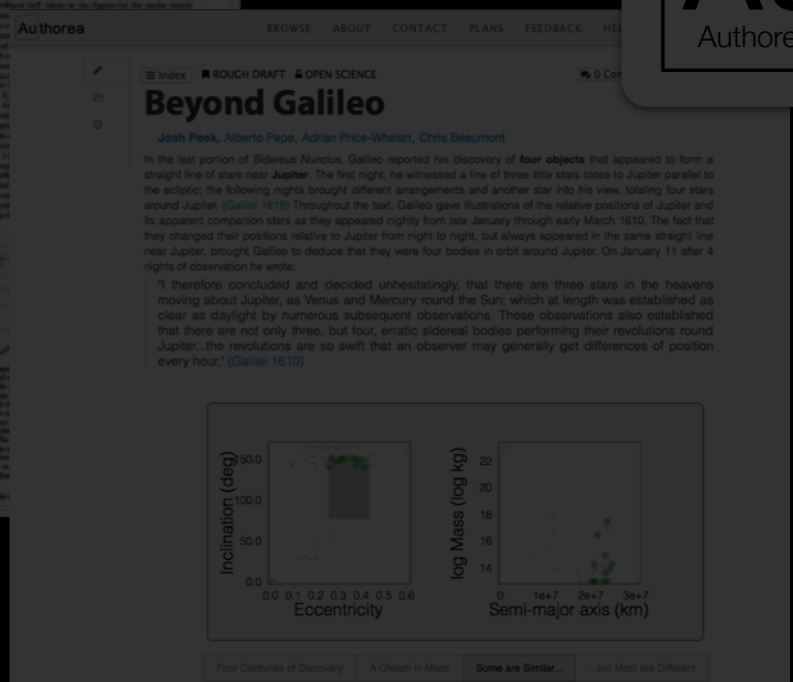 Authorea
BROWSE ABOUT CONTACT PLANS FEEDBACK
Authore
Index ROUGH DRAFT OPEN SCIENCE
0 Com
Beyond Galileo
Josh Peek, Alberto Pepe, Adrian Price-Whelan, Chris Beaumont
In the last portion of Sidereus Nuncius, Galileo reported his discovery of four objects that appeared to form a
straight line of stars near Jupiter. The first night, he witnessed a line of three little stars close to Jupiter parallel to
the ecliptic; the following nights brought different arrangements and another star into his view, totaling four stars
around Jupiter. (Galilei 1618) Throughout the text, Galileo gave illustrations of the relative positions of Jupiter and
its apparent companion stars as they appeared nightly from late January through early March 1610. The fact that
they changed their positions relative to Jupiter from night to night, but always appeared in the same straight line
near Jupiter, brought Galileo to deduce that they were four bodies in orbit around Jupiter. On January 11 after 4
nights of observation he wrote:
"I therefore concluded and decided unhesitatingly, that there are three stars in the heavens
moving about Jupiter, as Venus and Mercury round the Sun; which at length was established as
clear as daylight by numerous subsequent observations. These observations also established
that there are not only three, but four, erratic sidereal bodies performing their revolutions round
Jupiter...the revolutions are so swift that an observer may generally get differences of position
every hour." (Galilei 1610)
Inclination (deg)
150.0
100.0
50.0
0.0
0.0 0.1 0.2 0.3 0.4 0.5 0.6
Eccentricity
log Mass (log kg)
22
20
18
16
14
0 1e+7 2e+7 3e+7
Semi-major axis (km)
Four Centuries of Discovery A Chasm in Mass Some are Similar... ...but Most are Different